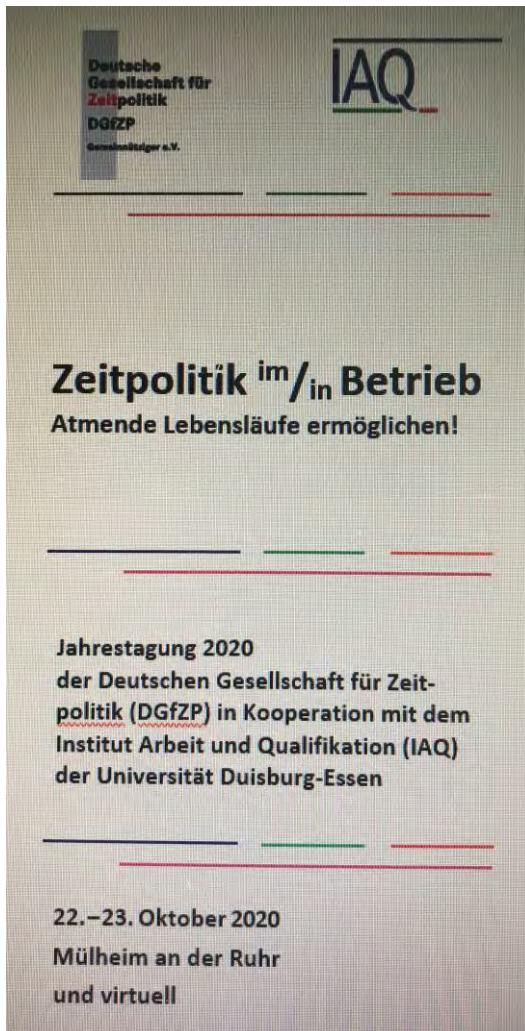 Deutsche
Gesellschaft für
Zeitpolitik
DGfZP
Gemeinnütziger e.V.
IAQ
Zeitpolitik im/in Betrieb
Atmende Lebensläufe ermöglichen!
Jahrestagung 2020
der Deutschen Gesellschaft für Zeit-
politik (DGfZP) in Kooperation mit dem
Institut Arbeit und Qualifikation (IAQ)
der Universität Duisburg-Essen
22.–23. Oktober 2020
Mülheim an der Ruhr
und virtuell